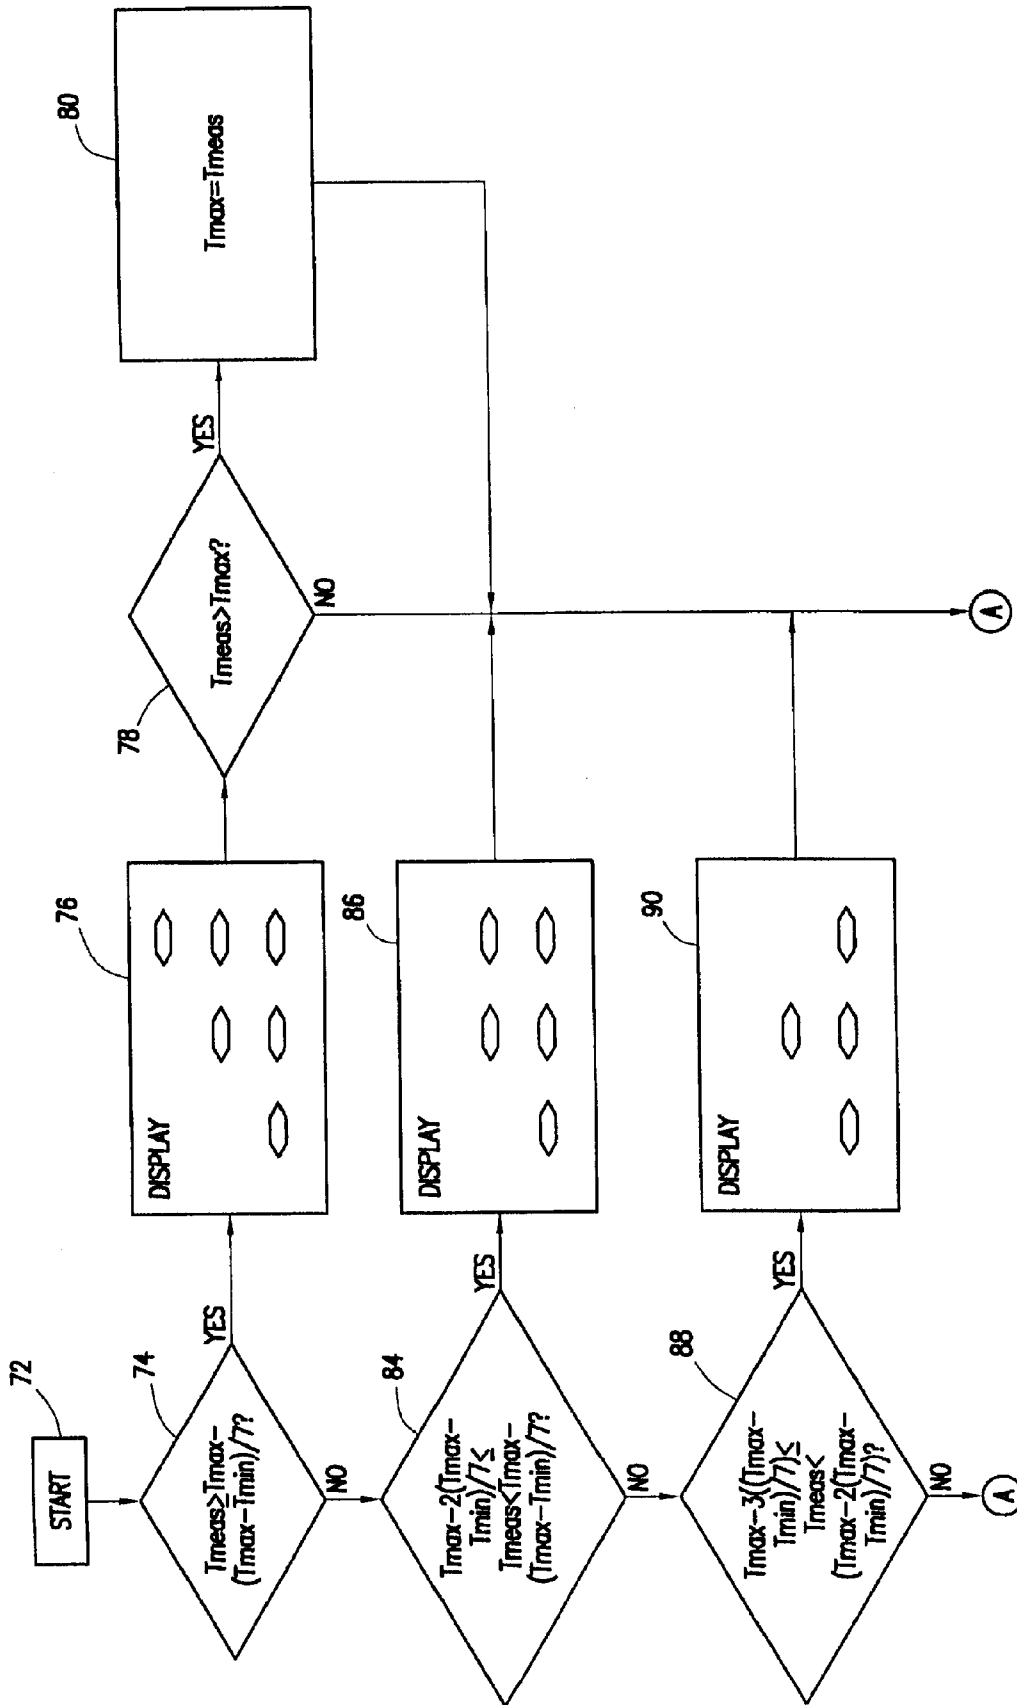 72
START
74
Tmeas≥Tmax-
(Tmax-Tmin)/7?
YES
NO
76
DISPLAY
78
Tmeas>Tmax?
YES
NO
80
Tmax=Tmeas
84
Tmax-2(Tmax-
Tmin)/7≤
Tmeas<Tmax-
(Tmax-Tmin)/7?
YES
NO
86
DISPLAY
88
Tmax-3((Tmax-
Tmin)/7)≤
Tmeas<
(Tmax-2(Tmax-
Tmin)/7)?
YES
NO
90
DISPLAY
A
A